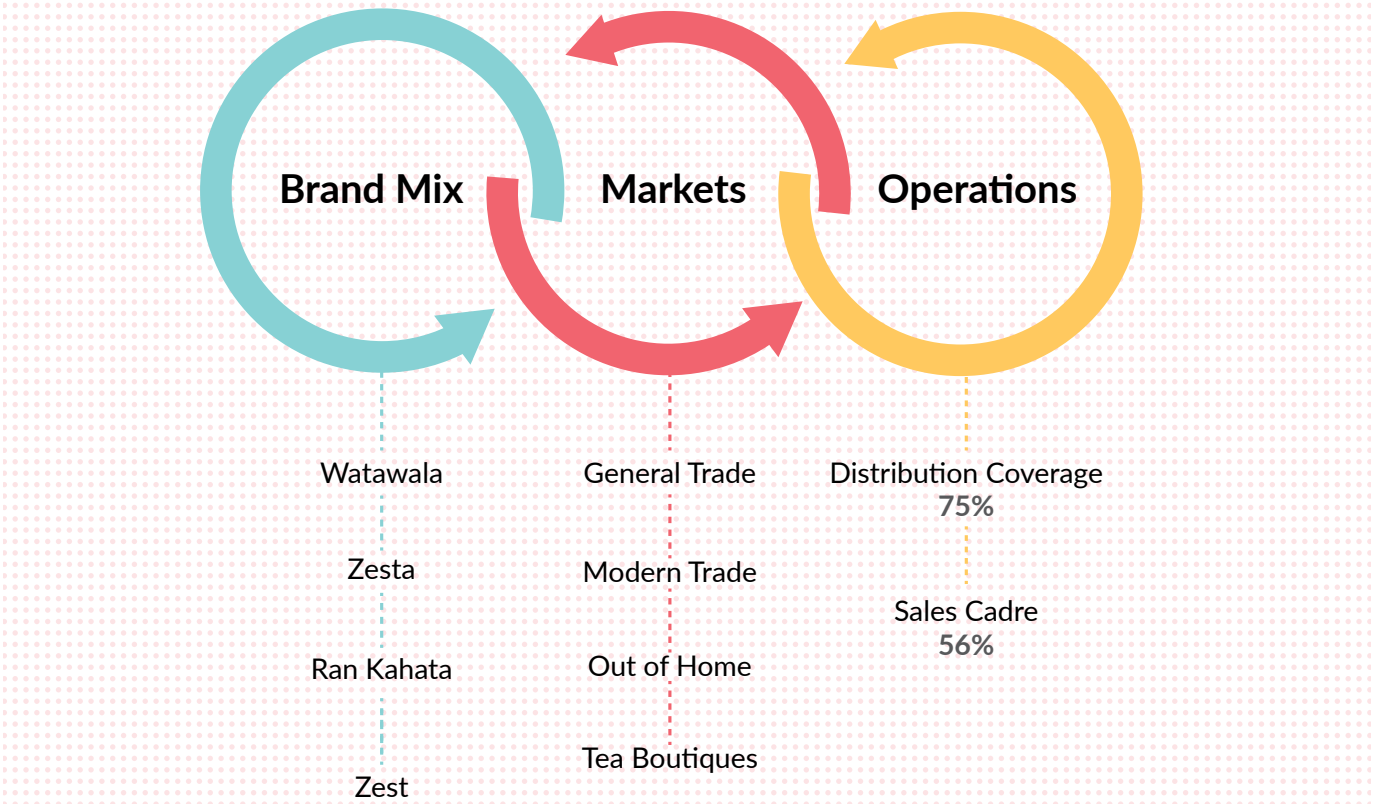 Brand Mix
Markets
Operations
Watawala
Zesta
Ran Kahata
Zest
General Trade
Modern Trade
Out of Home
Tea Boutiques
Distribution Coverage
75%
Sales Cadre
56%